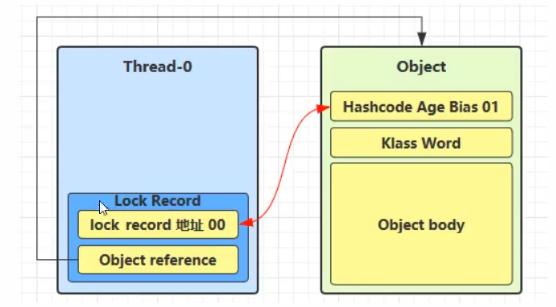 Thread-0
Lock Record
lock record 地址 00
Object reference
Object
Hashcode Age Bias 01
Klass Word
Object body